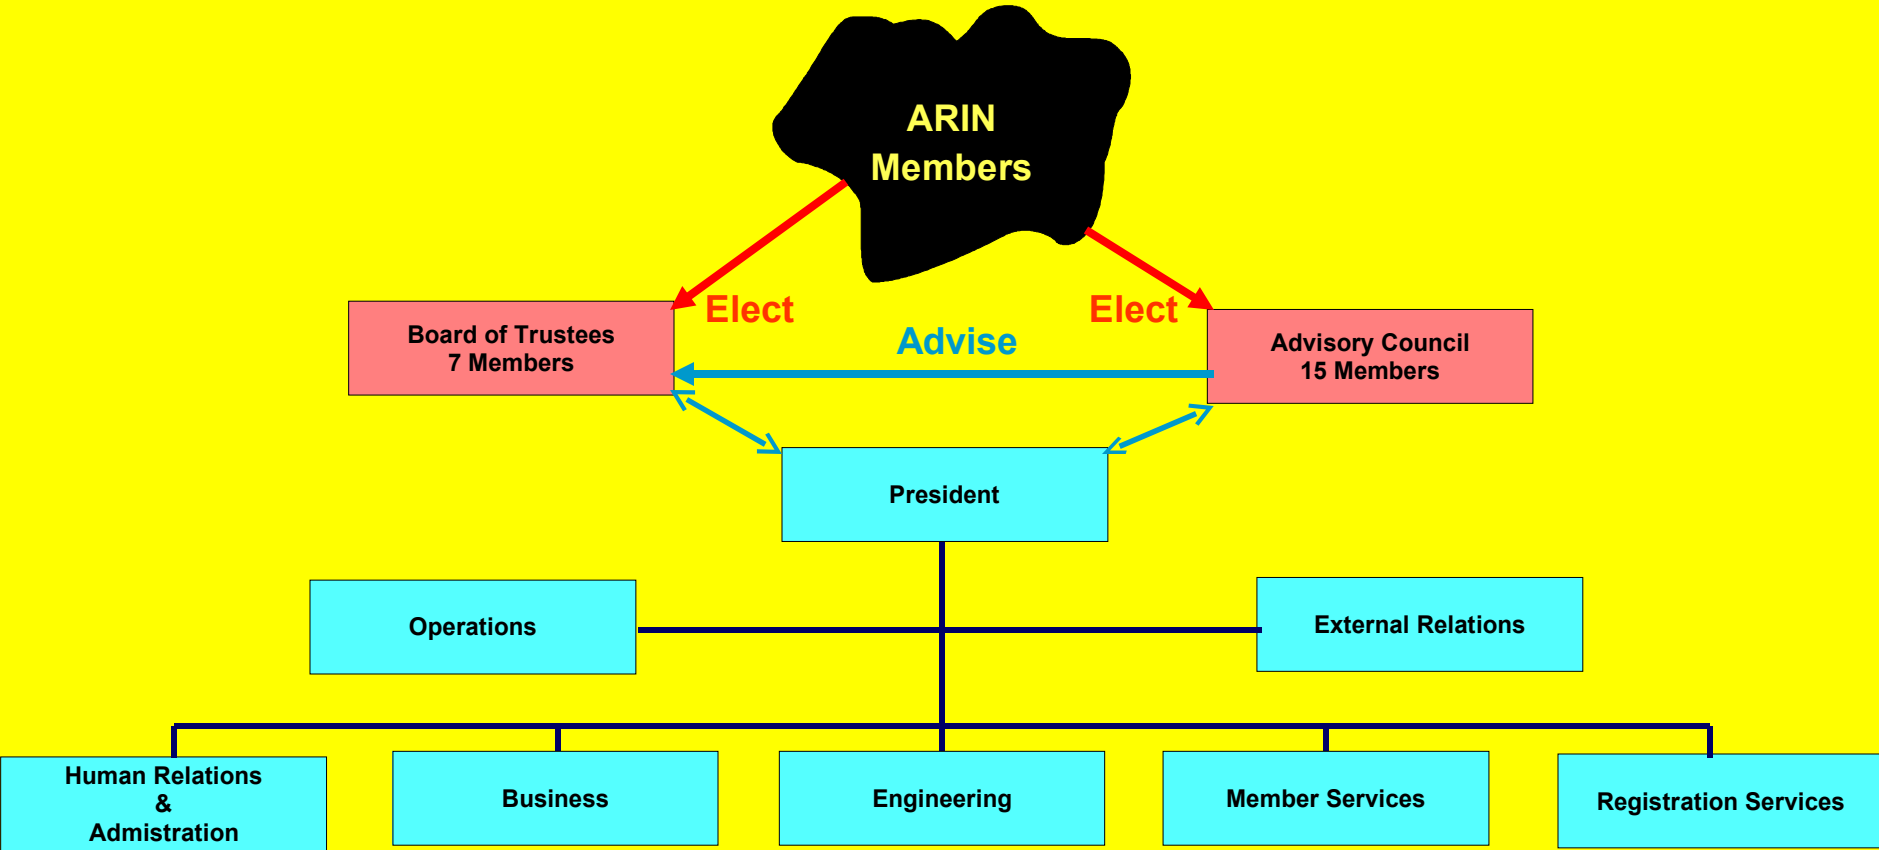 ARIN
Members
Elect
Elect
Advise
Board of Trustees
7 Members
Advisory Council
15 Members
President
Operations
External Relations
Human Relations
&
Admistration
Business
Engineering
Member Services
Registration Services